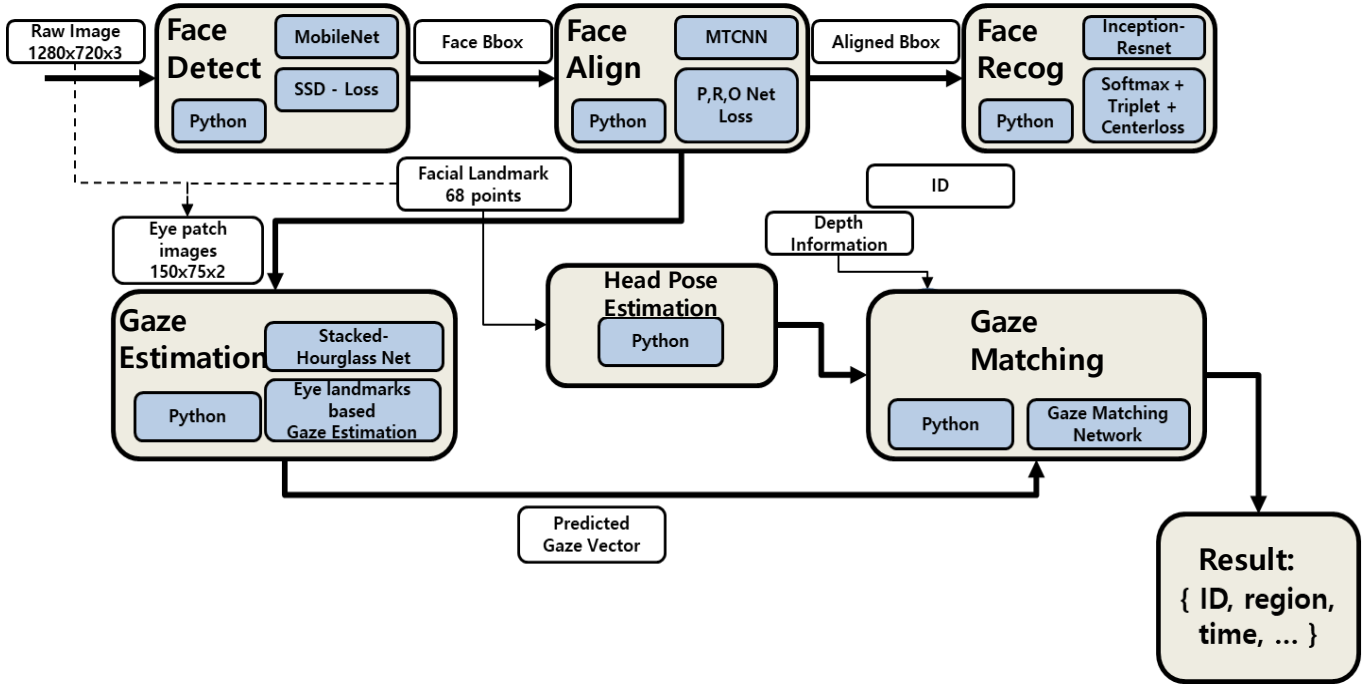 Raw Image
1280x720x3
Face
Detect
MobileNet
SSD - Loss
Python
Face Bbox
Face
Align
MTCNN
P,R,O Net
Loss
Python
Aligned Bbox
Face
Recog
Inception-
Resnet
Softmax +
Triplet +
Centerloss
Python
Facial Landmark
68 points
ID
Depth
Information
Eye patch
images
150x75x2
Gaze
Estimation
Stacked-
Hourglass Net
Python
Eye landmarks
based
Gaze Estimation
Head Pose
Estimation
Python
Gaze
Matching
Python
Gaze Matching
Network
Predicted
Gaze Vector
Result:
{ ID, region,
time, ... }